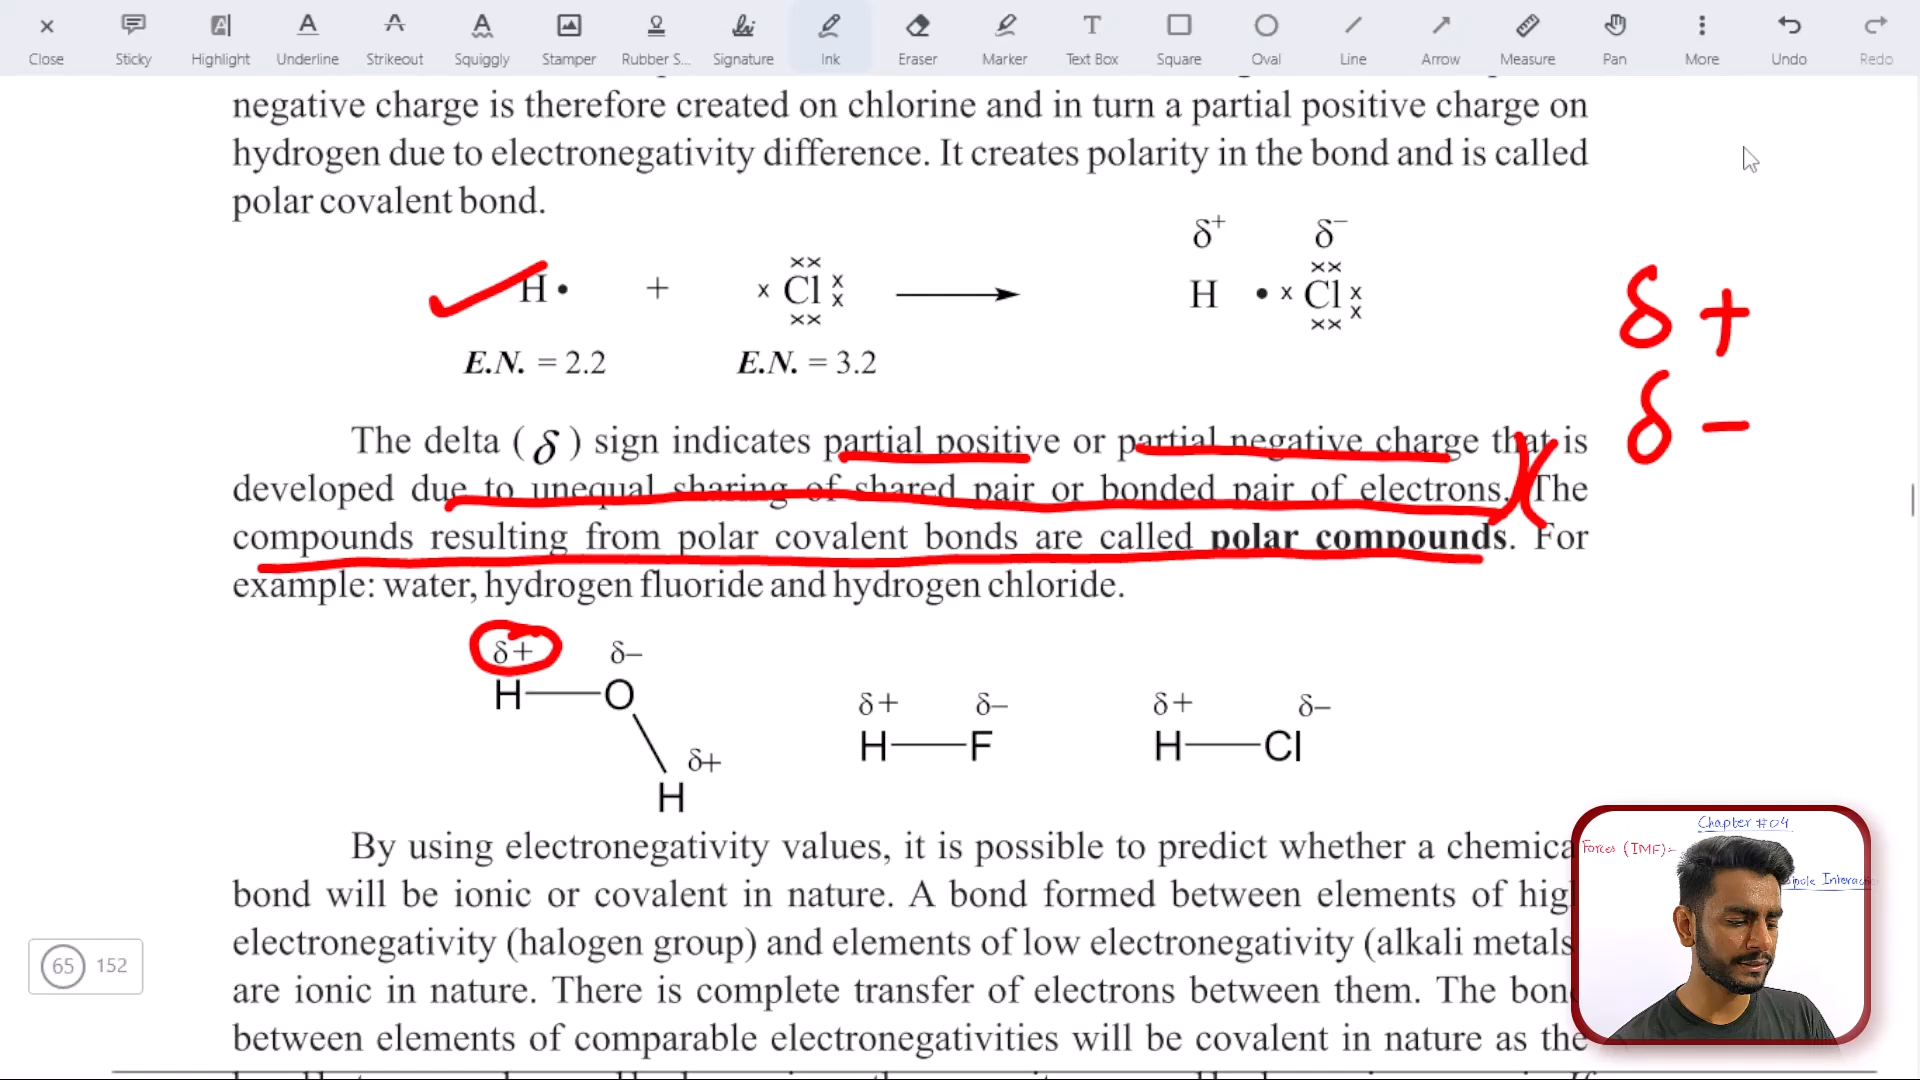 Close Sticky Highlight Underline Strikeout Squiggly Stamper Rubber S... Signature Ink Eraser Marker Text Box Square Oval Line Arrow Measure Pan More Undo Redo
negative charge is therefore created on chlorine and in turn a partial positive charge on
hydrogen due to electronegativity difference. It creates polarity in the bond and is called
polar covalent bond.
δ+ δ−
H • + x Cl xx xx xx ⟶ H • x Cl xx xx xx
E.N. = 2.2 E.N. = 3.2
δ +
δ −
The delta ( δ ) sign indicates partial positive or partial negative charge that is
developed due to unequal sharing of shared pair or bonded pair of electrons. The
compounds resulting from polar covalent bonds are called polar compounds. For
example: water, hydrogen fluoride and hydrogen chloride.
δ+ δ–
H—O
δ+
H
δ+ δ–
H—F
δ+ δ–
H—Cl
By using electronegativity values, it is possible to predict whether a chemica
bond will be ionic or covalent in nature. A bond formed between elements of hig
electronegativity (halogen group) and elements of low electronegativity (alkali metals
are ionic in nature. There is complete transfer of electrons between them. The bon
between elements of comparable electronegativities will be covalent in nature as the
65 152
Chapter #04
Forces (IMF):-
ipole Interac